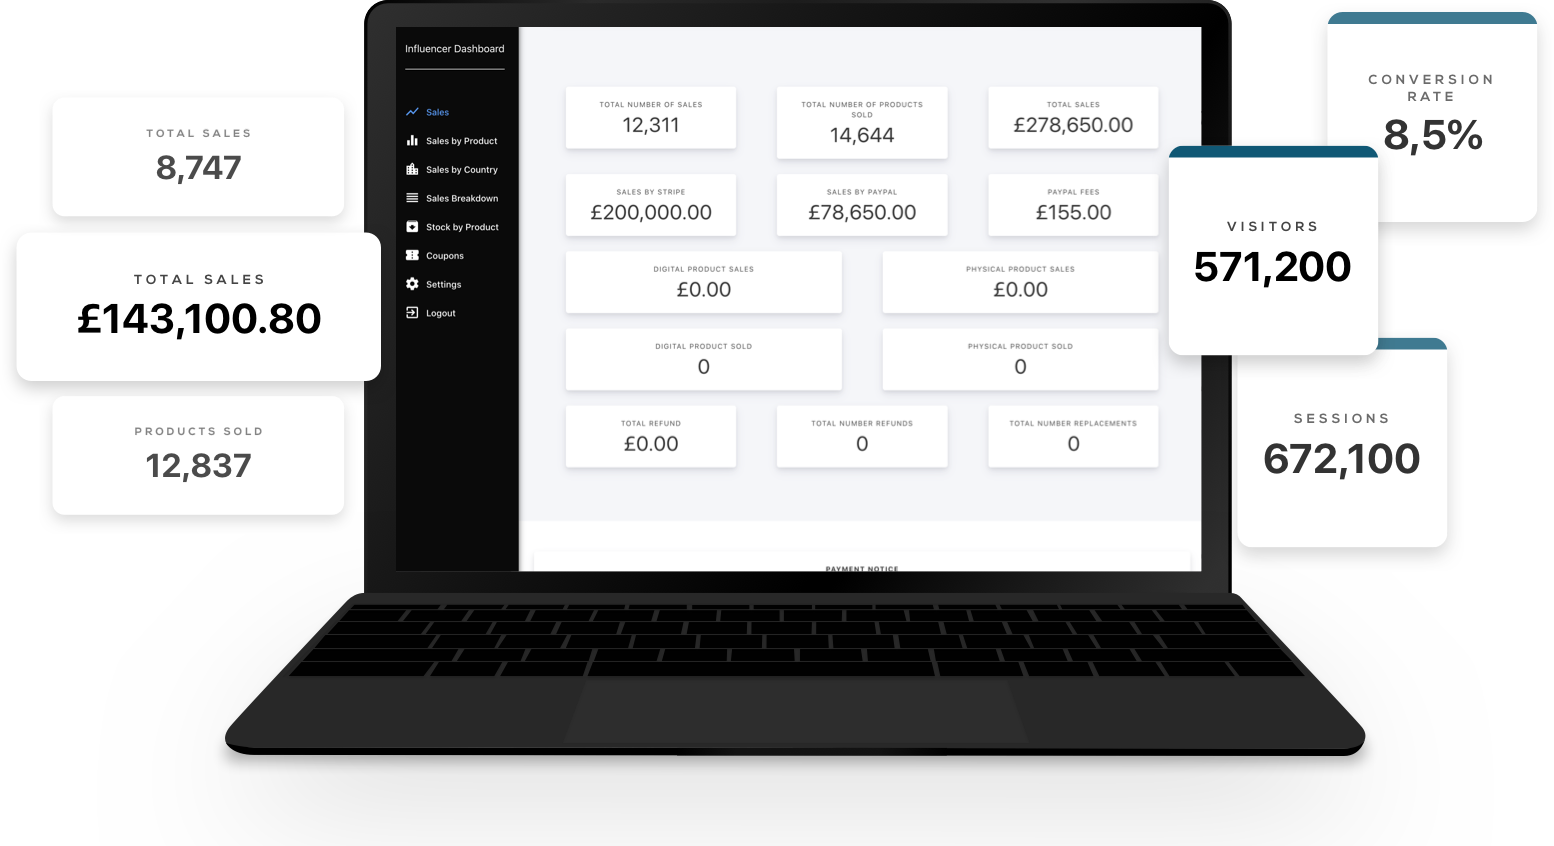 TOTAL SALES
8,747
TOTAL SALES
£143,100.80
PRODUCTS SOLD
12,837
Influencer Dashboard
Sales
Sales by Product
Sales by Country
Sales Breakdown
Stock by Product
Coupons
Settings
Logout
TOTAL NUMBER OF SALES
12,311
TOTAL NUMBER OF PRODUCTS
SOLD
14,644
TOTAL SALES
£278,650.00
SALES BY STRIPE
£200,000.00
SALES BY PAYPAL
£78,650.00
PAYPAL FEES
£155.00
DIGITAL PRODUCT SALES
£0.00
PHYSICAL PRODUCT SALES
£0.00
DIGITAL PRODUCT SOLD
0
PHYSICAL PRODUCT SOLD
0
TOTAL REFUND
£0.00
TOTAL NUMBER REFUNDS
0
TOTAL NUMBER REPLACEMENTS
0
PAYMENT NOTICE
CONVERSION
RATE
8,5%
VISITORS
571,200
SESSIONS
672,100